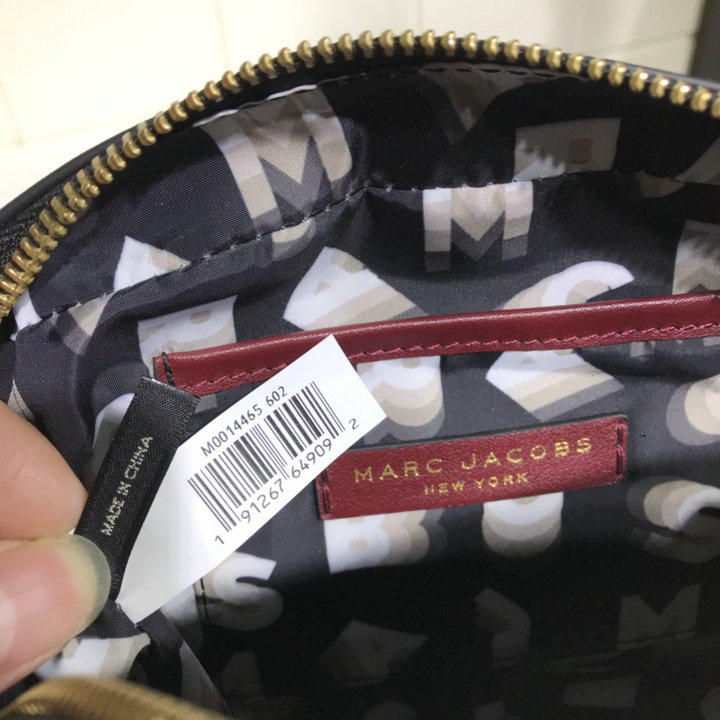 M0014465 602
1 91267 64909 2
MADE IN CHINA
MARC JACOBS
NEW YORK